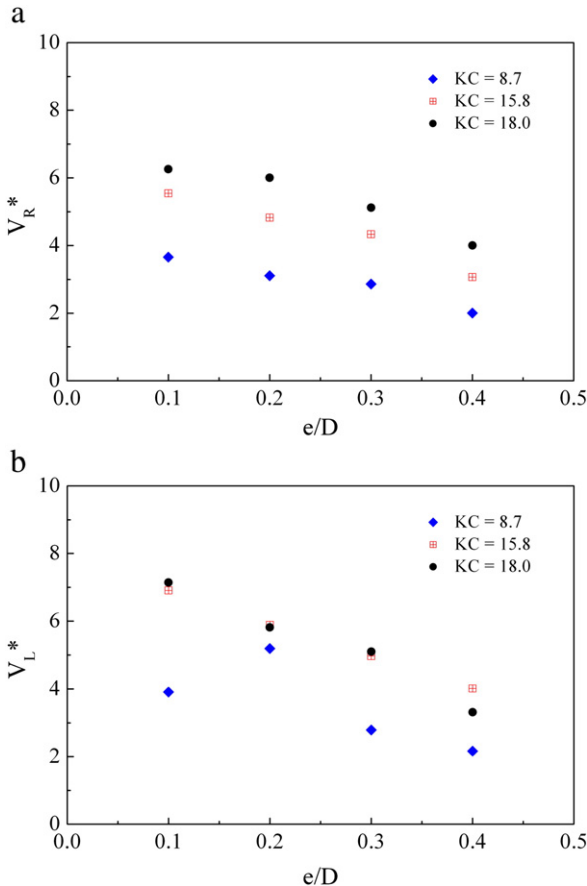 a
10
8
6
4
2
0
V_R*
KC = 8.7
KC = 15.8
KC = 18.0
0.0 0.1 0.2 0.3 0.4 0.5
e/D
b
10
8
6
4
2
0
V_L*
KC = 8.7
KC = 15.8
KC = 18.0
0.0 0.1 0.2 0.3 0.4 0.5
e/D